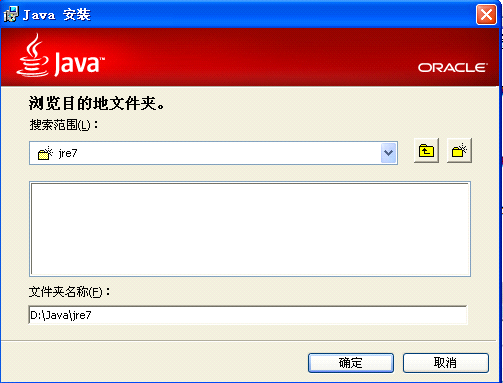 Java 安装
Java™
ORACLE®
浏览目的地文件夹。
搜索范围(L)：
jre7
文件夹名称(F)：
D:\Java\jre7
确定
取消